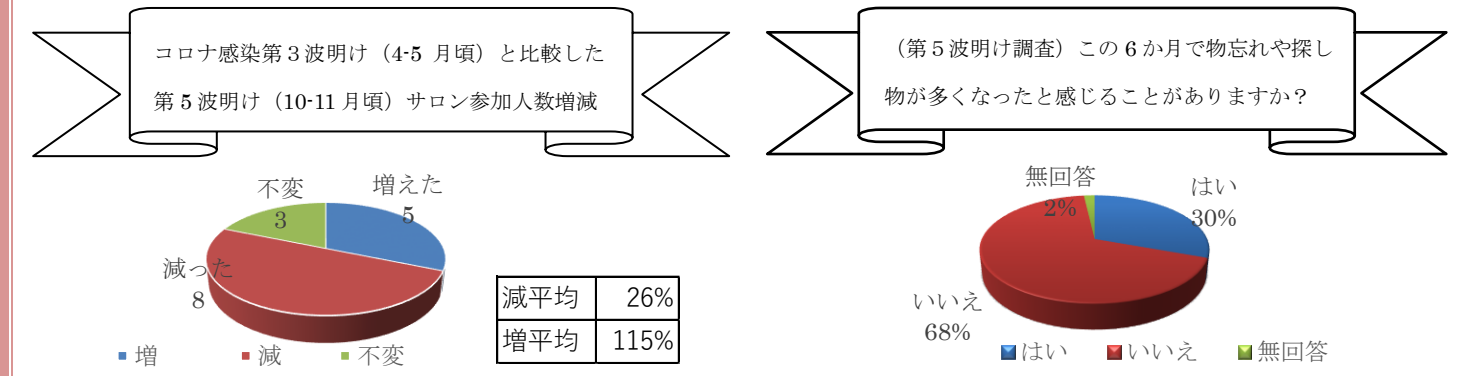 コロナ感染第３波明け（4-5 月頃）と比較した
第 5 波明け（10-11 月頃）サロン参加人数増減
不変
3
増えた
5
減った
8
減平均 26%
増平均 115%
増 減 不変
（第５波明け調査）この 6 か月で物忘れや探し
物が多くなったと感じることがありますか？
無回答
2%
はい
30%
いいえ
68%
はい いいえ 無回答